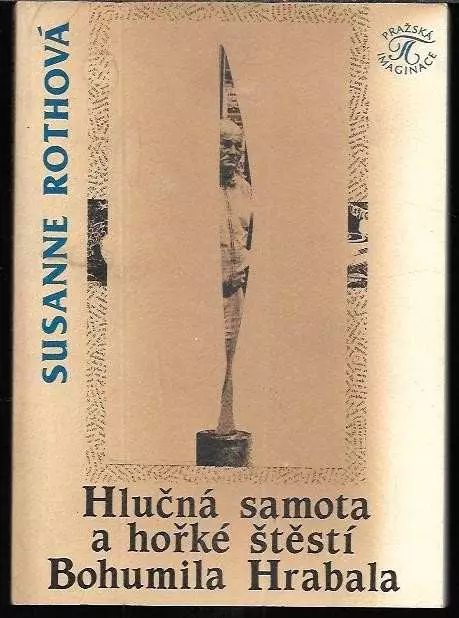 SUSANNE ROTHOVÁ
PRAŽSKÁ
IMAGINACE
Hlučná samota
a hořké štěstí
Bohumila Hrabala